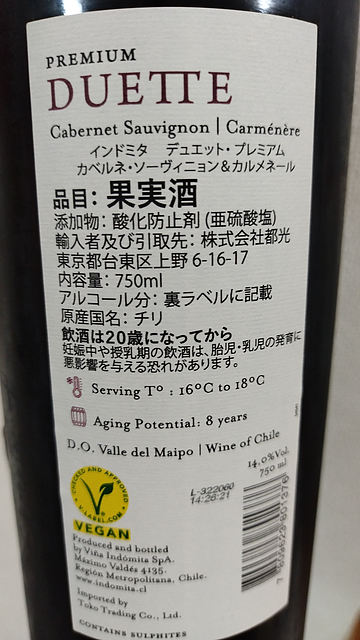 PREMIUM
DUETTE
Cabernet Sauvignon | Carménère
インドミタ デュエット・プレミアム
カベルネ・ソーヴィニョン&カルメネール
品目：果実酒
添加物：酸化防止剤 (亜硫酸塩)
輸入者及び引取先：株式会社都光
東京都台東区上野 6-16-17
内容量：750ml
アルコール分：裏ラベルに記載
原産国名：チリ
飲酒は20歳になってから
妊娠中や授乳期の飲酒は、胎児・乳児の発育に
悪影響を与える恐れがあります。
Serving Tº : 16ºC to 18ºC
Aging Potential: 8 years
D.O. Valle del Maipo | Wine of Chile
14,0%Vol.
750 ml
L-322060
14:26:21
CHECKED AND APPROVED
V-LABEL.COM
VEGAN
Produced and bottled
by Viña Indómita SpA.
Máximo Valdés 4135.
Región Metropolitana. Chile.
www.indomita.cl
Imported by
Toko Trading Co., Ltd.
CONTAINS SULPHITES